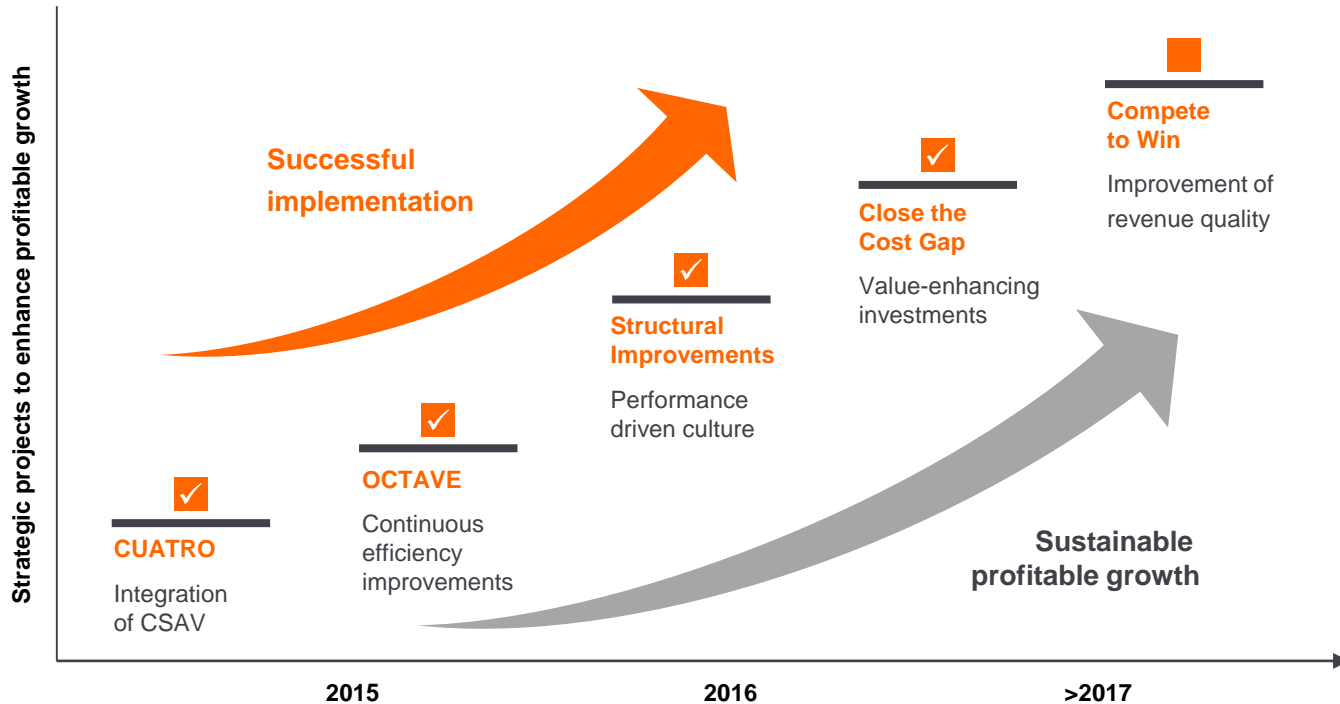 Strategic projects to enhance profitable growth
Successful
implementation
CUATRO
Integration
of CSAV
OCTAVE
Continuous
efficiency
improvements
Structural
Improvements
Performance
driven culture
Close the
Cost Gap
Value-enhancing
investments
Compete
to Win
Improvement of
revenue quality
Sustainable
profitable growth
2015
2016
>2017